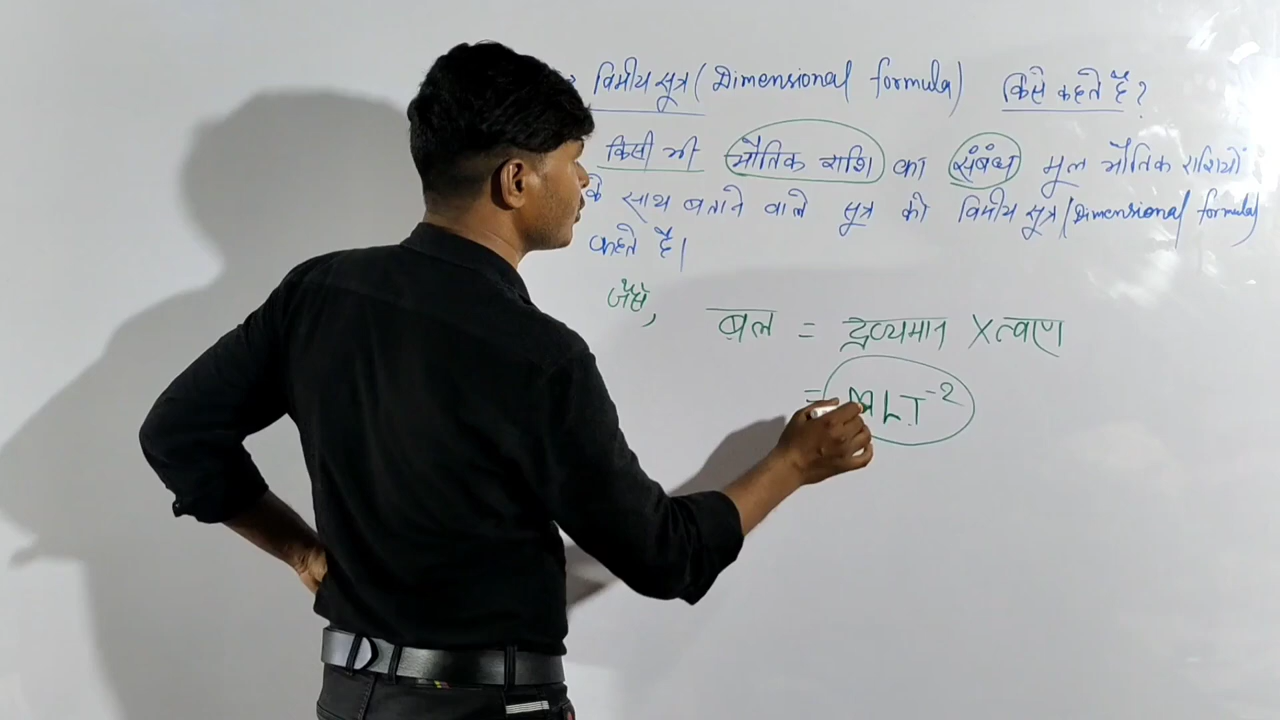 विमीय सूत्र (Dimensional formula) किसे कहते है?
किसी भी भौतिक राशि का संबंध मूल भौतिक राशियों
के साथ बताने वाले सूत्र को विमीय सूत्र (Dimensional formula)
कहते है।
जैसे,
बल = द्रव्यमान X त्वरण
= MLT⁻²